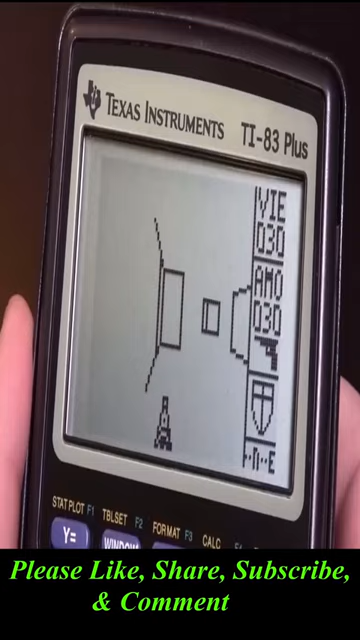 TEXAS INSTRUMENTS
TI-83 Plus
VIE
030
AMO
030
STAT PLOT F1 TBLSET F2 FORMAT F3 CALC
Y= WINDOW
Please Like, Share, Subscribe,
& Comment